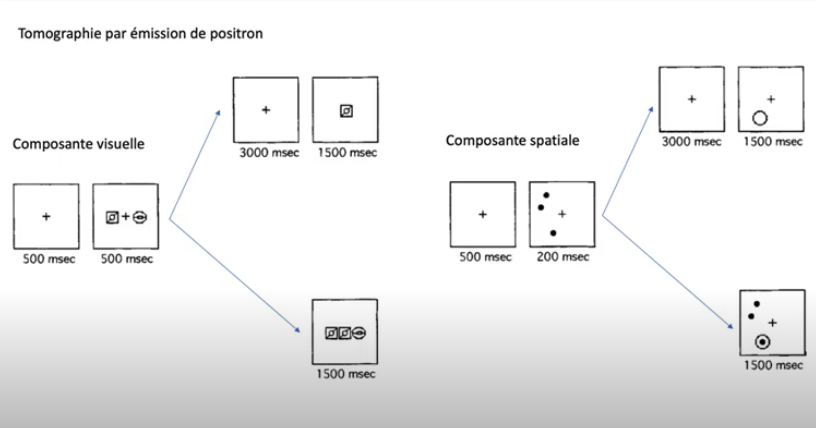 Tomographie par émission de positron
Composante visuelle
3000 msec
1500 msec
500 msec
500 msec
1500 msec
Composante spatiale
3000 msec
1500 msec
500 msec
200 msec
1500 msec